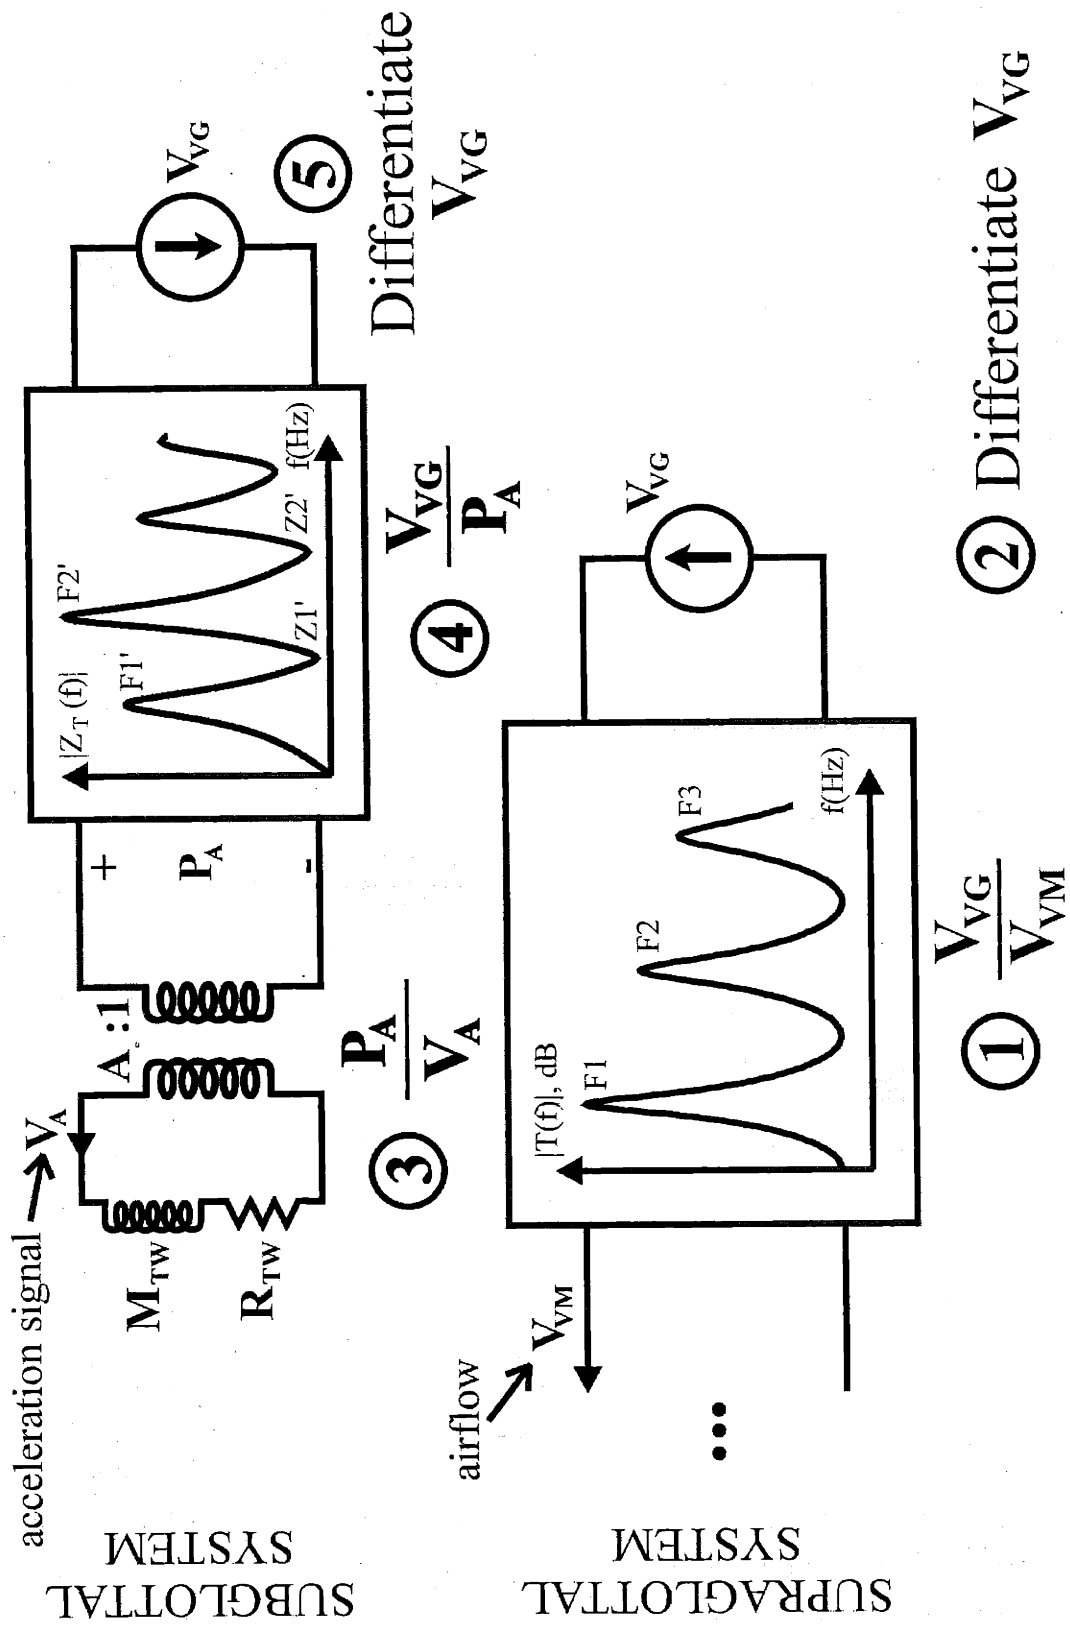 SUBGLOTTAL
SYSTEM
acceleration signal
V_A
M_TW
R_TW
A :1
+
P_A
-
|Z_T (f)|
F1'
F2'
Z1'
Z2'
f(Hz)
V_VG
3 P_A
V_A
4 V_VG
P_A
5
Differentiate
V_VG
SUPRAGLOTTAL
SYSTEM
airflow
V_VM
...
|T(f)|, dB
F1
F2
F3
f(Hz)
V_VG
1 V_VG
V_VM
2 Differentiate V_VG